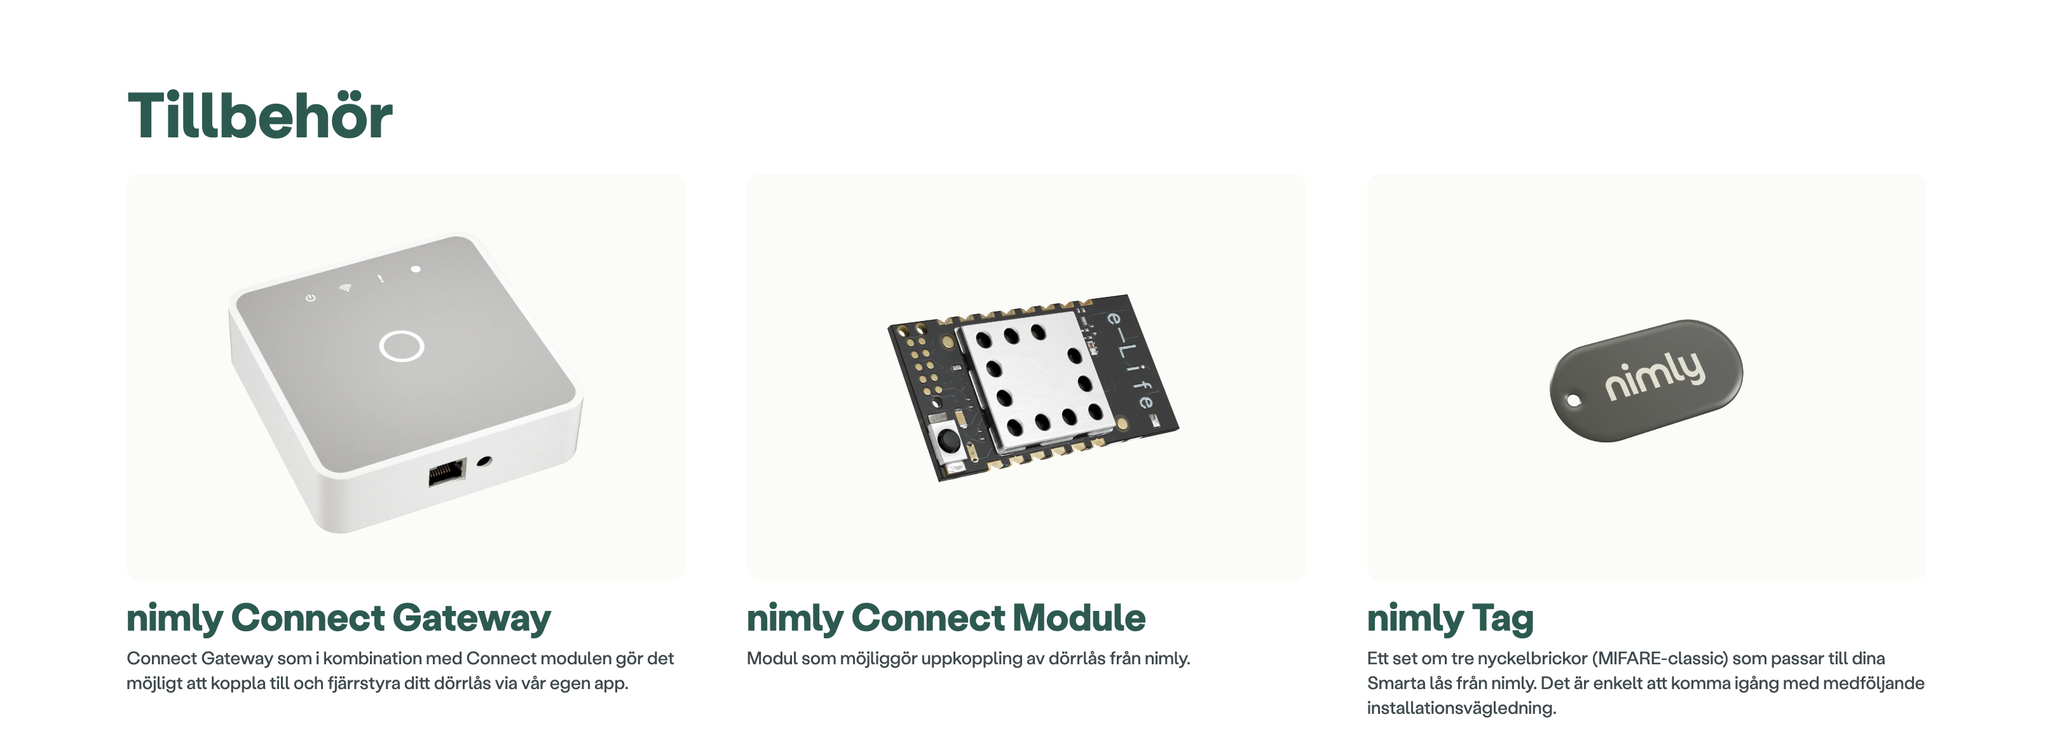 Tillbehör
e-Life
nimly
nimly Connect Gateway
Connect Gateway som i kombination med Connect modulen gör det
möjligt att koppla till och fjärrstyra ditt dörrlås via vår egen app.
nimly Connect Module
Modul som möjliggör uppkoppling av dörrlås från nimly.
nimly Tag
Ett set om tre nyckelbrickor (MIFARE-classic) som passar till dina
Smarta lås från nimly. Det är enkelt att komma igång med medföljande
installationsvägledning.